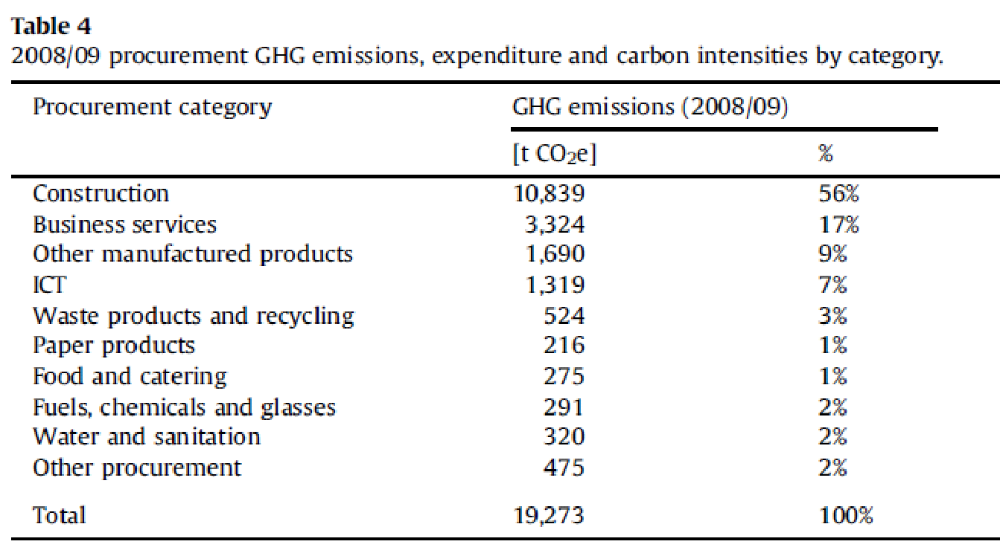 Table 4
2008/09 procurement GHG emissions, expenditure and carbon intensities by category.
Procurement category GHG emissions (2008/09)
[t CO₂e] %
Construction 10,839 56%
Business services 3,324 17%
Other manufactured products 1,690 9%
ICT 1,319 7%
Waste products and recycling 524 3%
Paper products 216 1%
Food and catering 275 1%
Fuels, chemicals and glasses 291 2%
Water and sanitation 320 2%
Other procurement 475 2%
Total 19,273 100%